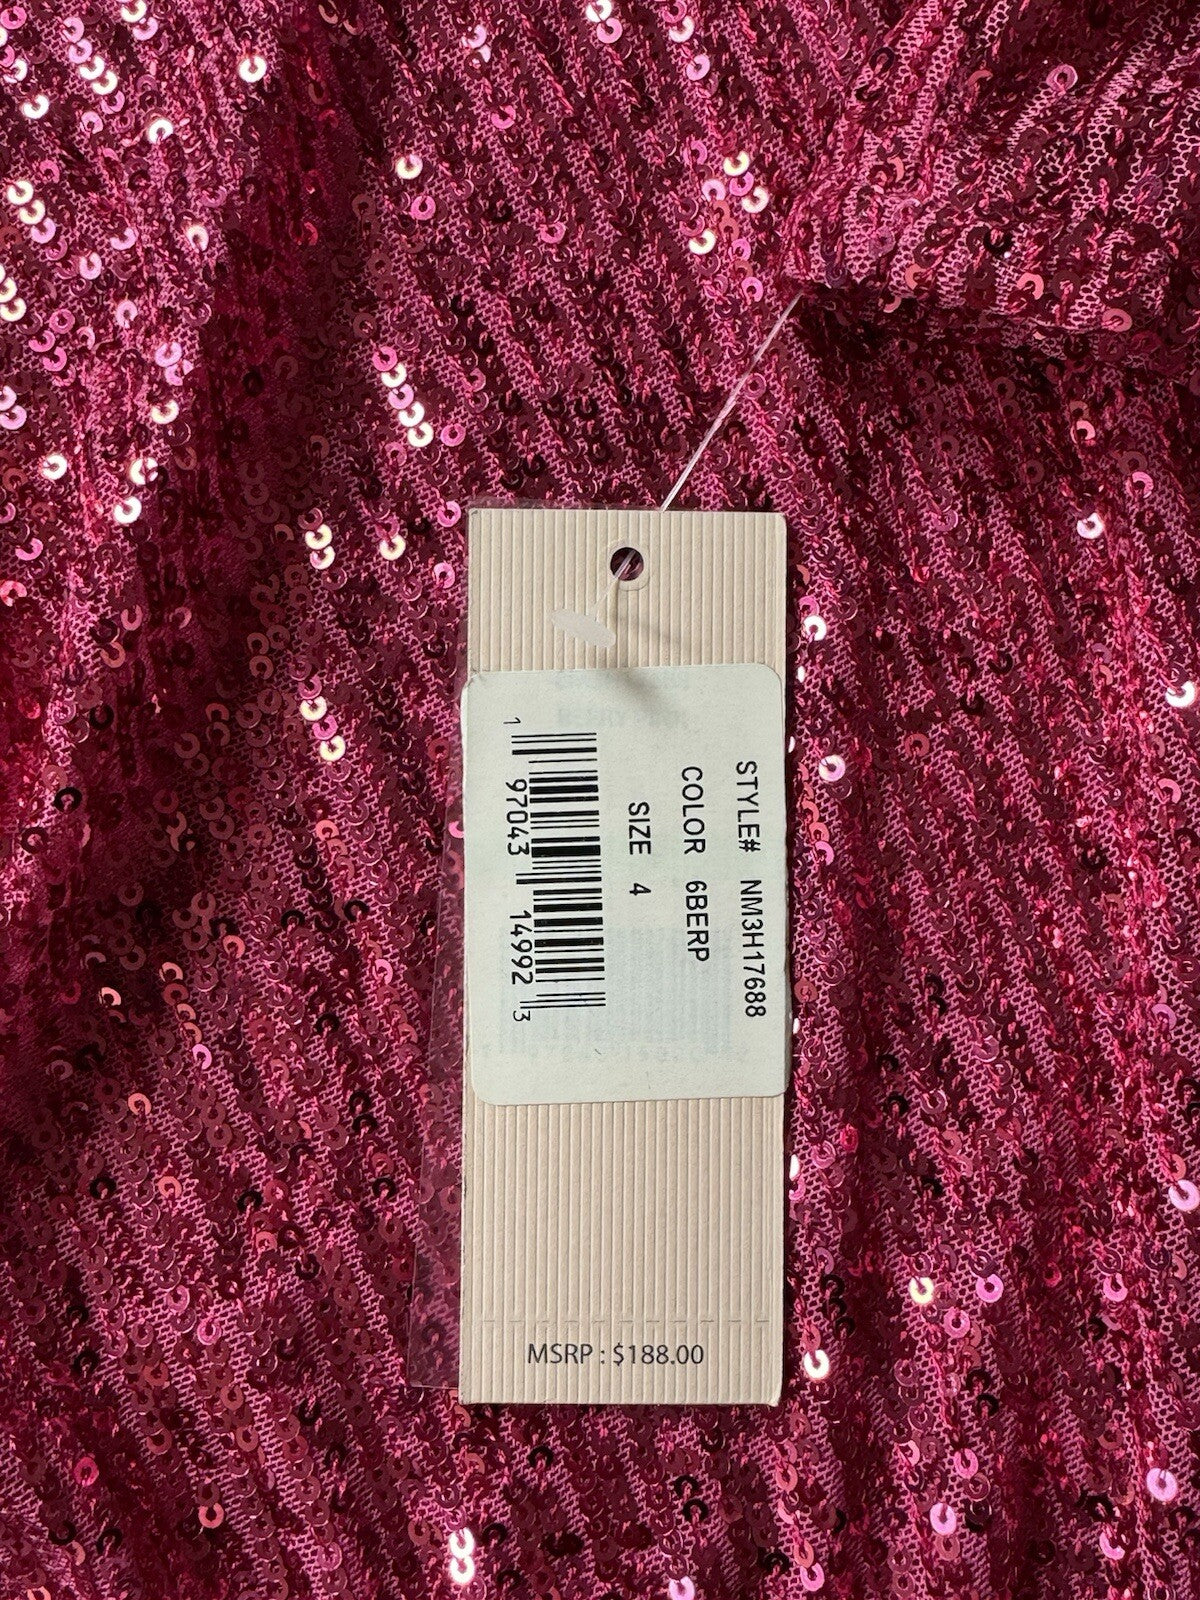 STYLE# NM3H17688
COLOR 6BERP
SIZE 4
1 97043 14992 3
MSRP : $188.00